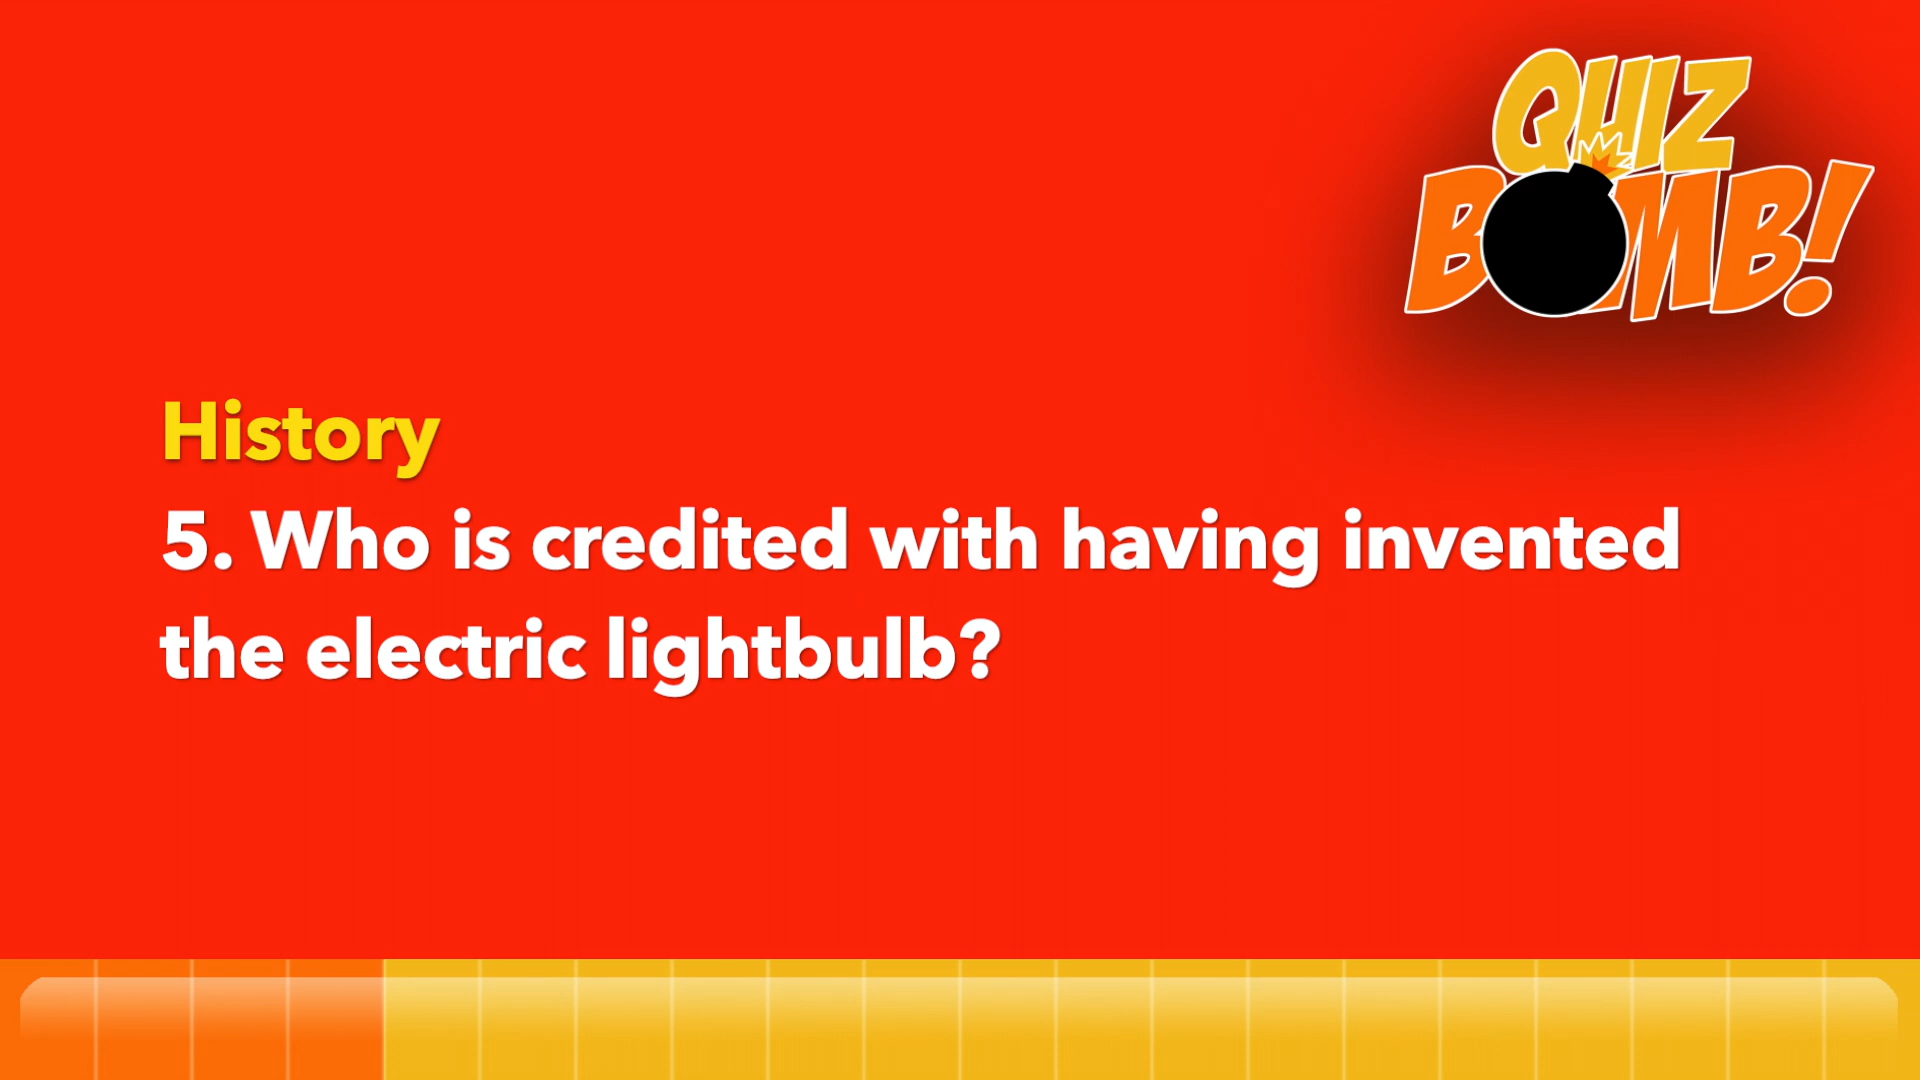 QUIZ
BOMB!
History
5. Who is credited with having invented
the electric lightbulb?